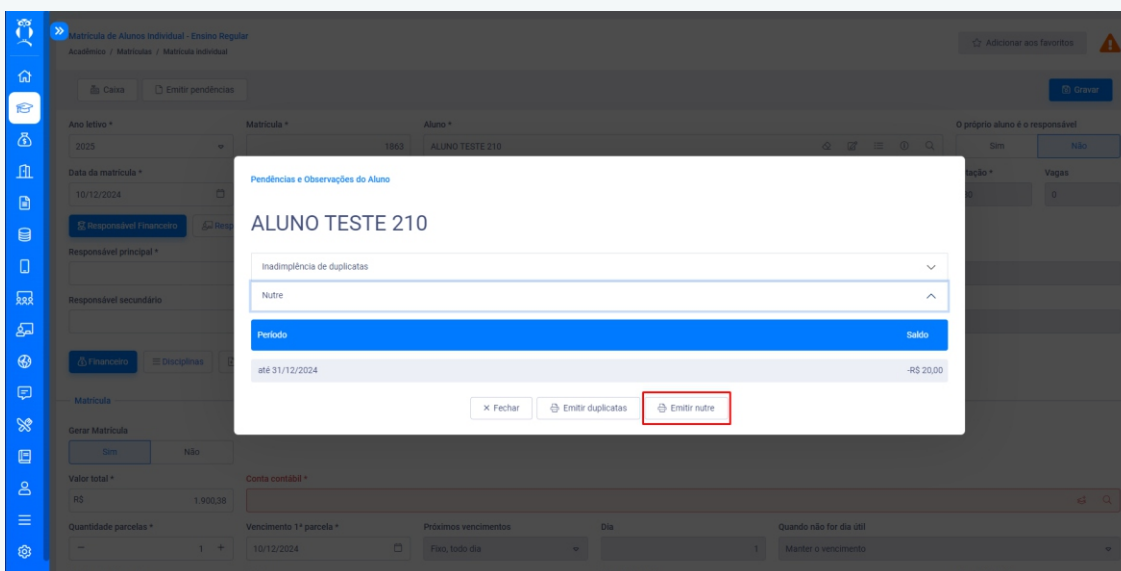 Matrícula de Alunos Individual - Ensino Regular
Acadêmico / Matrículas / Matrícula individual
Adicionar aos favoritos
Caixa Emitir pendências
Gravar
Ano letivo * Matrícula * Aluno * O próprio aluno é o responsável
2025 1863 ALUNO TESTE 210 Sim Não
Data da matrícula * Vagas
10/12/2024 0
Pendências e Observações do Aluno
Responsável Financeiro
ALUNO TESTE 210
Responsável principal *
Inadimplência de duplicatas
Responsável secundário
Nutre
Período Saldo
até 31/12/2024 -R$ 20,00
Financeiro Disciplinas
Matrícula
Fechar Emitir duplicatas Emitir nutre
Gerar Matrícula
Sim Não
Valor total * Conta contábil *
R$ 1.900,38
Quantidade parcelas * Vencimento 1ª parcela * Próximos vencimentos Dia Quando não for dia útil
− 1 + 10/12/2024 Fixo, todo dia 1 Manter o vencimento